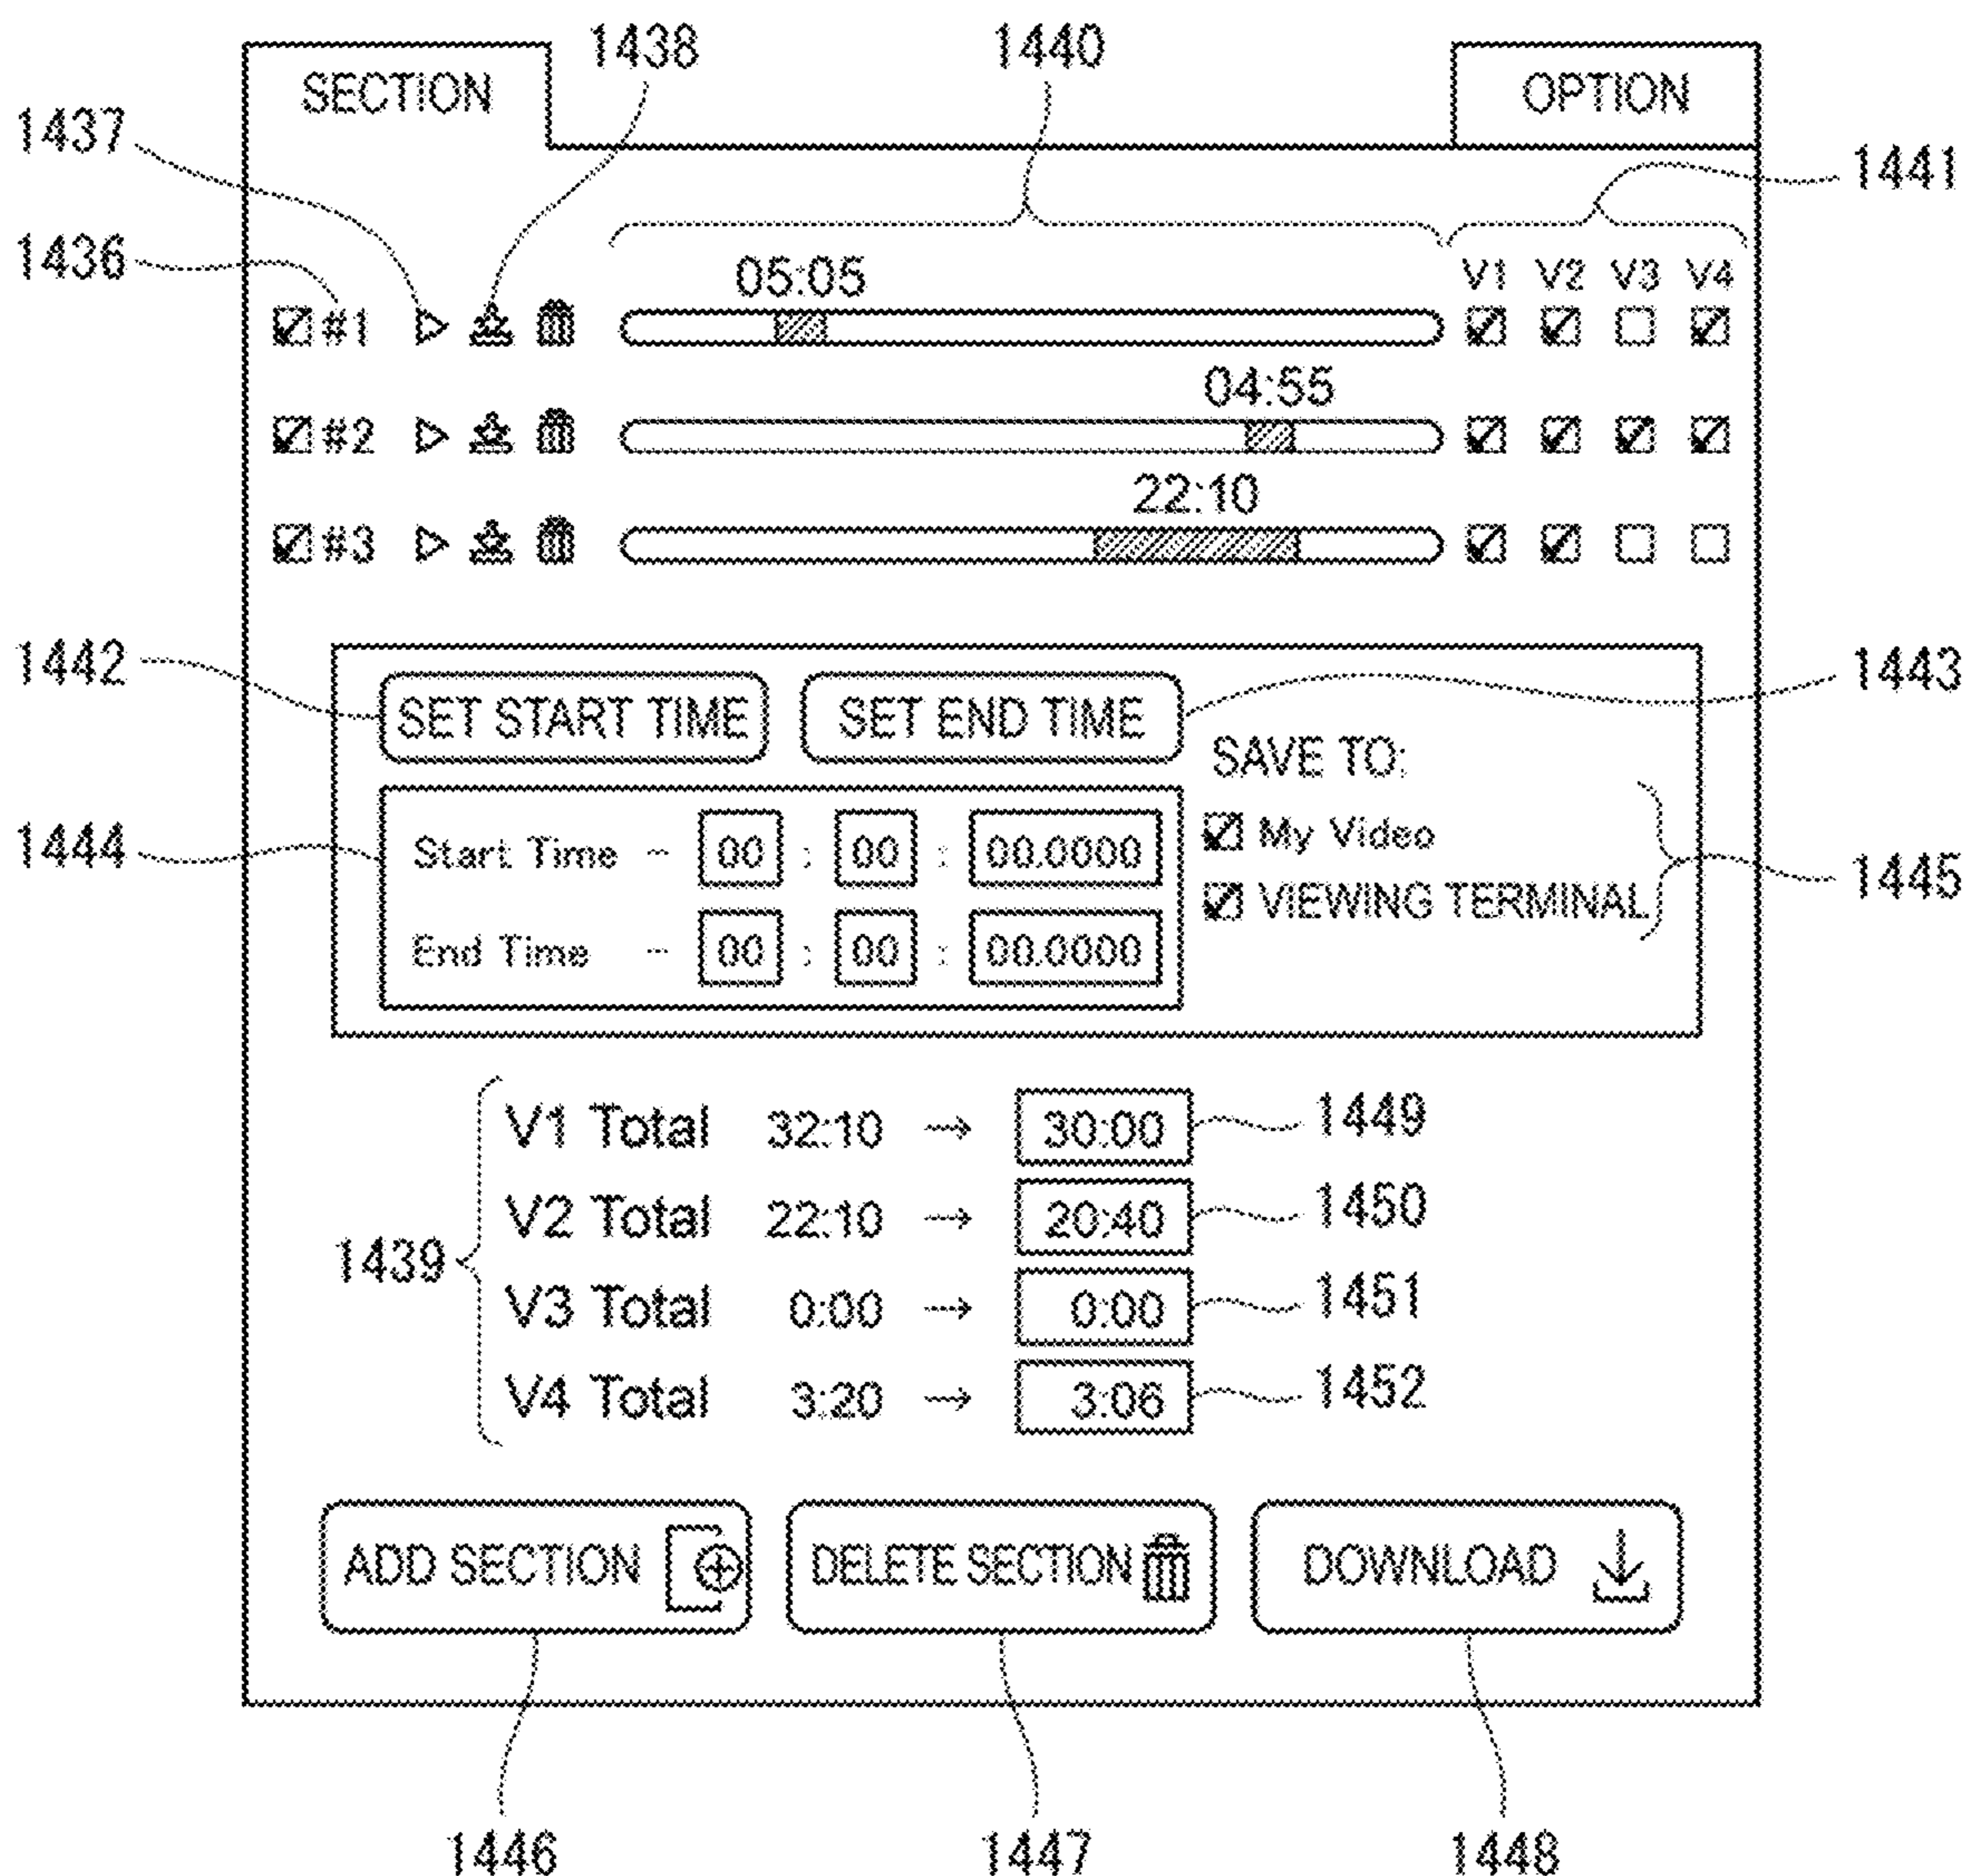 1438 1440
SECTION OPTION
1437
1441
1436
05:05 V1 V2 V3 V4
#1
04:55
#2
22:10
#3
1442 1443
SET START TIME SET END TIME
SAVE TO:
1444 Start Time - 00 : 00 : 00.0000 My Video
1445
End Time - 00 : 00 : 00.0000 VIEWING TERMINAL
V1 Total 32:10 → 30:00 1449
V2 Total 22:10 → 20:40 1450
1439
V3 Total 0:00 → 0:00 1451
V4 Total 3:20 → 3:06 1452
ADD SECTION DELETE SECTION DOWNLOAD
1446 1447 1448